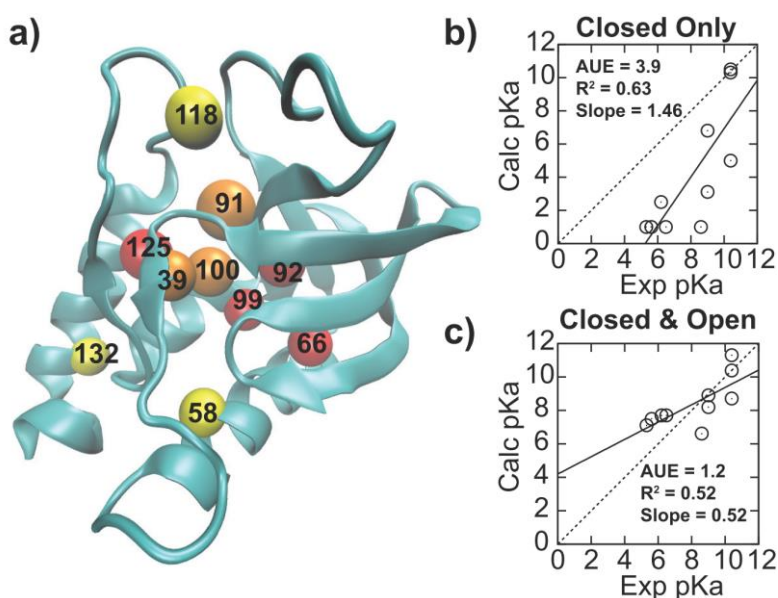 a)
118
91
125
39
100
92
99
66
132
58
b)
Closed Only
12
10
8
6
4
2
0
AUE = 3.9
R² = 0.63
Slope = 1.46
Calc pKa
0 2 4 6 8 10 12
Exp pKa
c)
Closed & Open
12
10
8
6
4
2
0
AUE = 1.2
R² = 0.52
Slope = 0.52
Calc pKa
0 2 4 6 8 10 12
Exp pKa